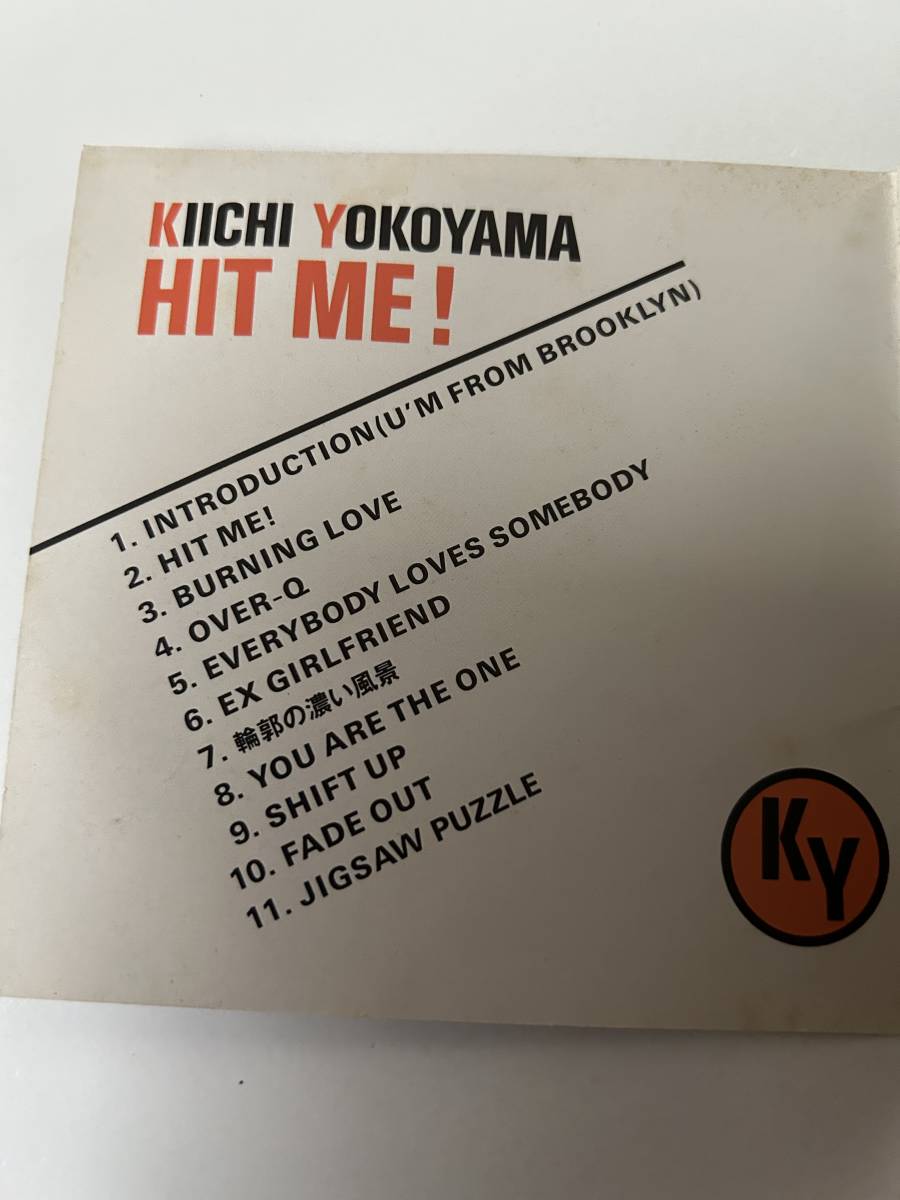 KIICHI YOKOYAMA
HIT ME!
1. INTRODUCTION(U'M FROM BROOKLYN)
2. HIT ME!
3. BURNING LOVE
4. OVER-Q
5. EVERYBODY LOVES SOMEBODY
6. EX GIRLFRIEND
7. 輪郭の濃い風景
8. YOU ARE THE ONE
9. SHIFT UP
10. FADE OUT
11. JIGSAW PUZZLE
KY